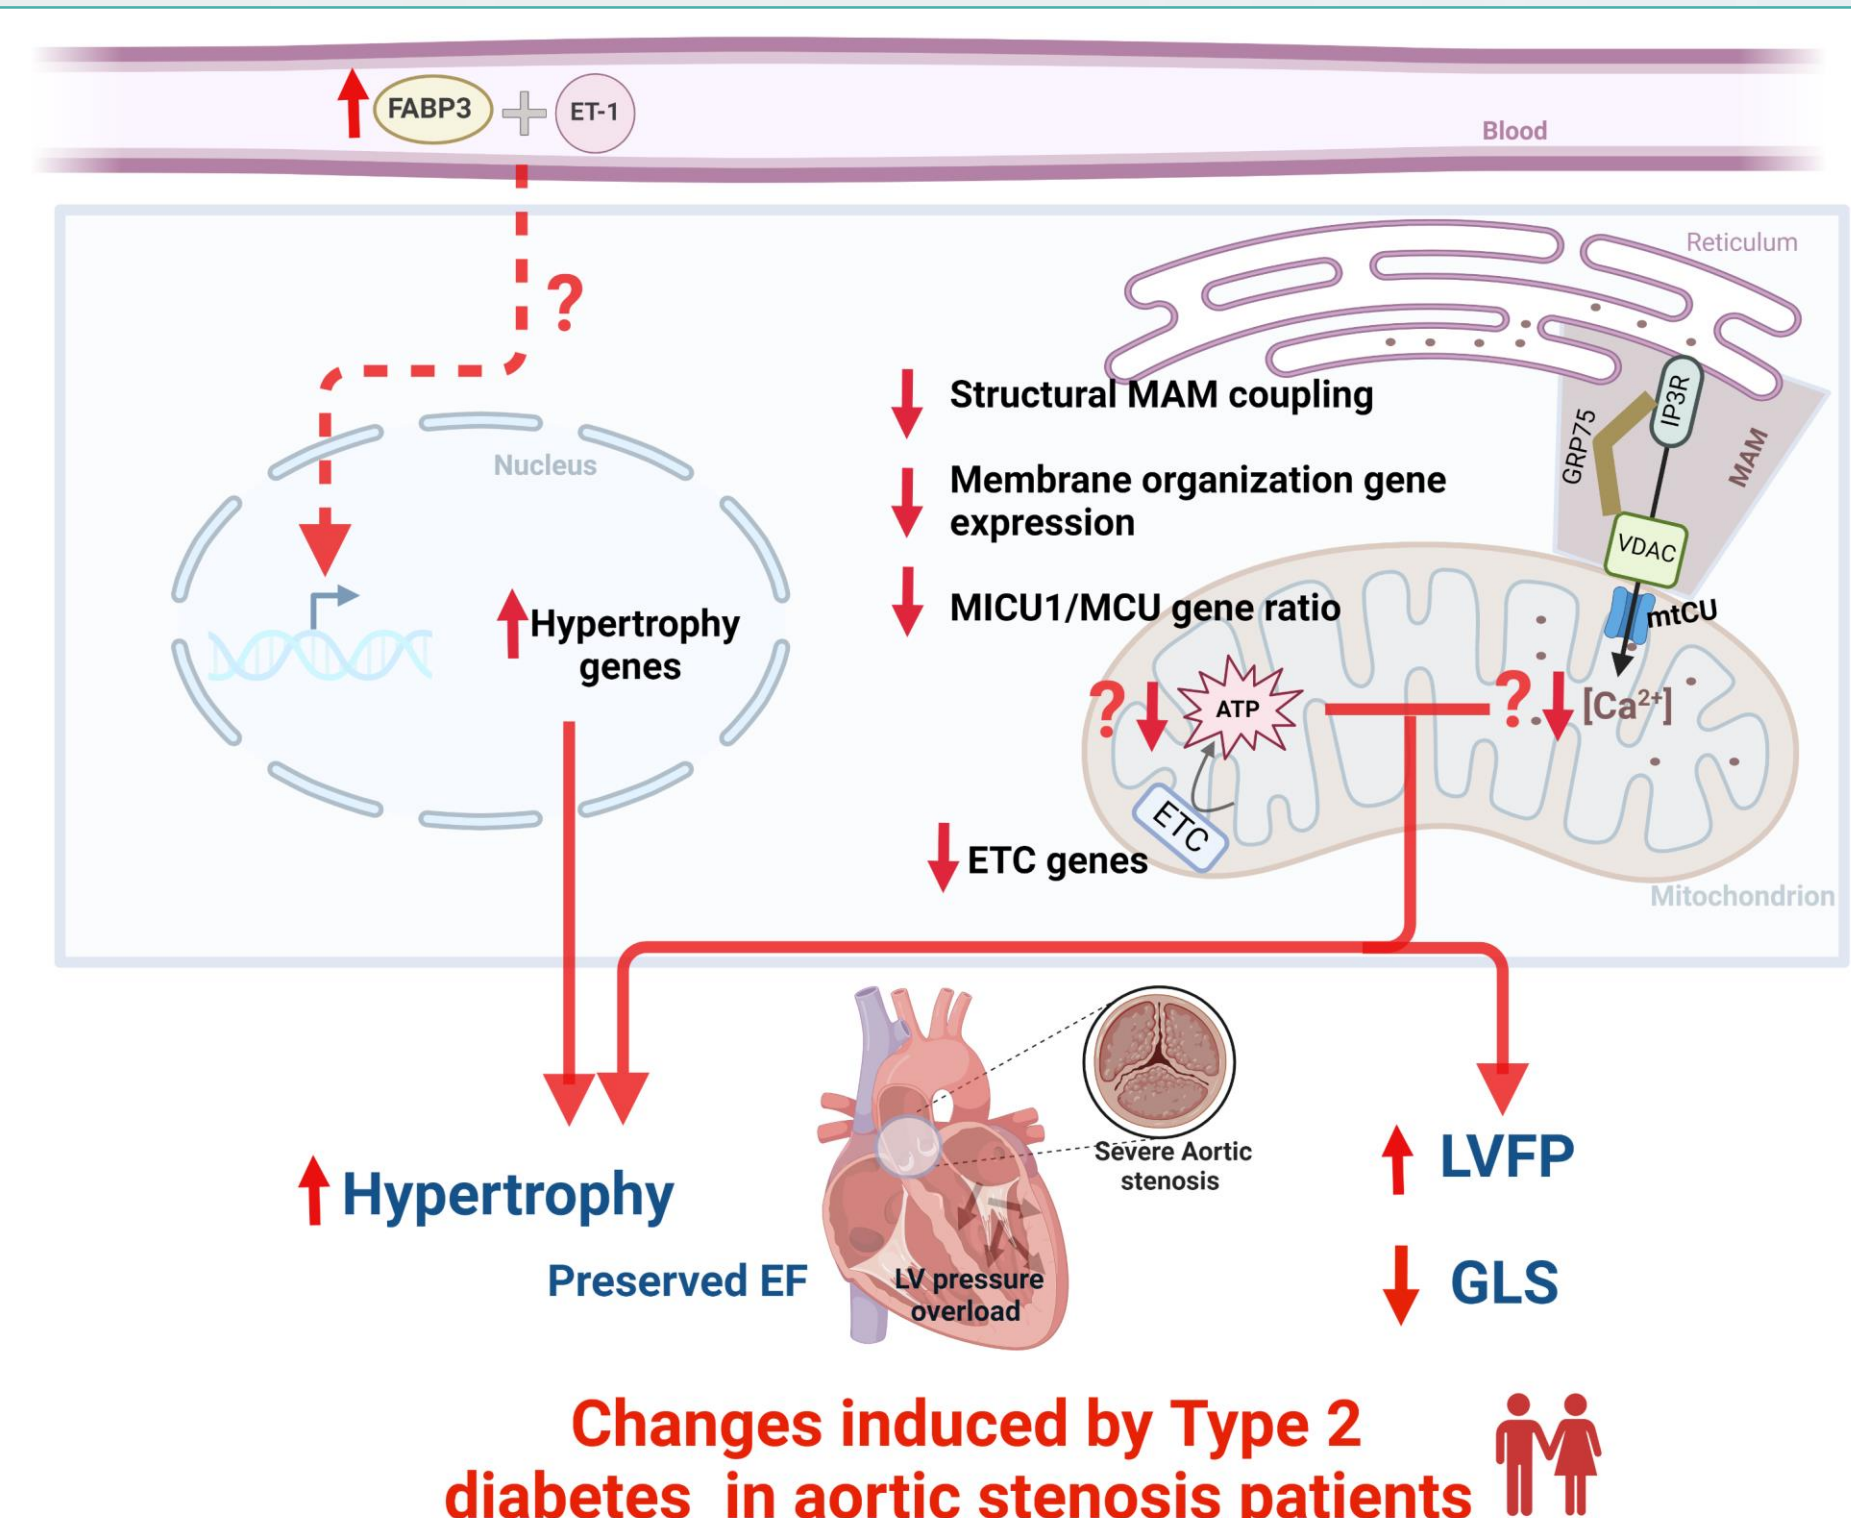 FABP3
ET-1
Blood
?
Reticulum
Structural MAM coupling
IP3R
GRP75
MAM
Nucleus
Membrane organization gene
expression
VDAC
MICU1/MCU gene ratio
mtCU
Hypertrophy
genes
?
ATP
?
[Ca²⁺]
ETC
ETC genes
Mitochondrion
Severe Aortic
stenosis
LVFP
Hypertrophy
Preserved EF
LV pressure
overload
GLS
Changes induced by Type 2
diabetes in aortic stenosis patients